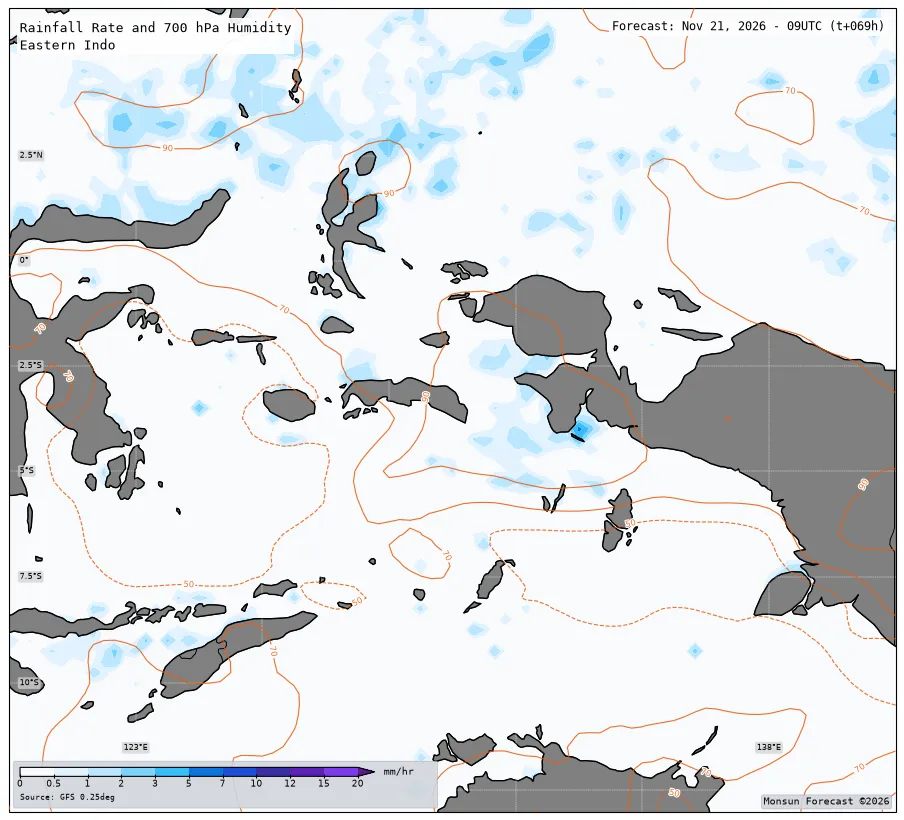 Rainfall Rate and 700 hPa Humidity
Eastern Indo
Forecast: Nov 21, 2026 - 09UTC (t+069h)
70
90
2.5°N
90
70
0°
70
70
2.5°S
70
90
5°S
90
50
70
7.5°S
50
50
70
10°S
123°E
138°E
70
70
50
mm/hr
0 0.5 1 2 3 5 7 10 12 15 20
Source: GFS 0.25deg
Monsun Forecast ©2026